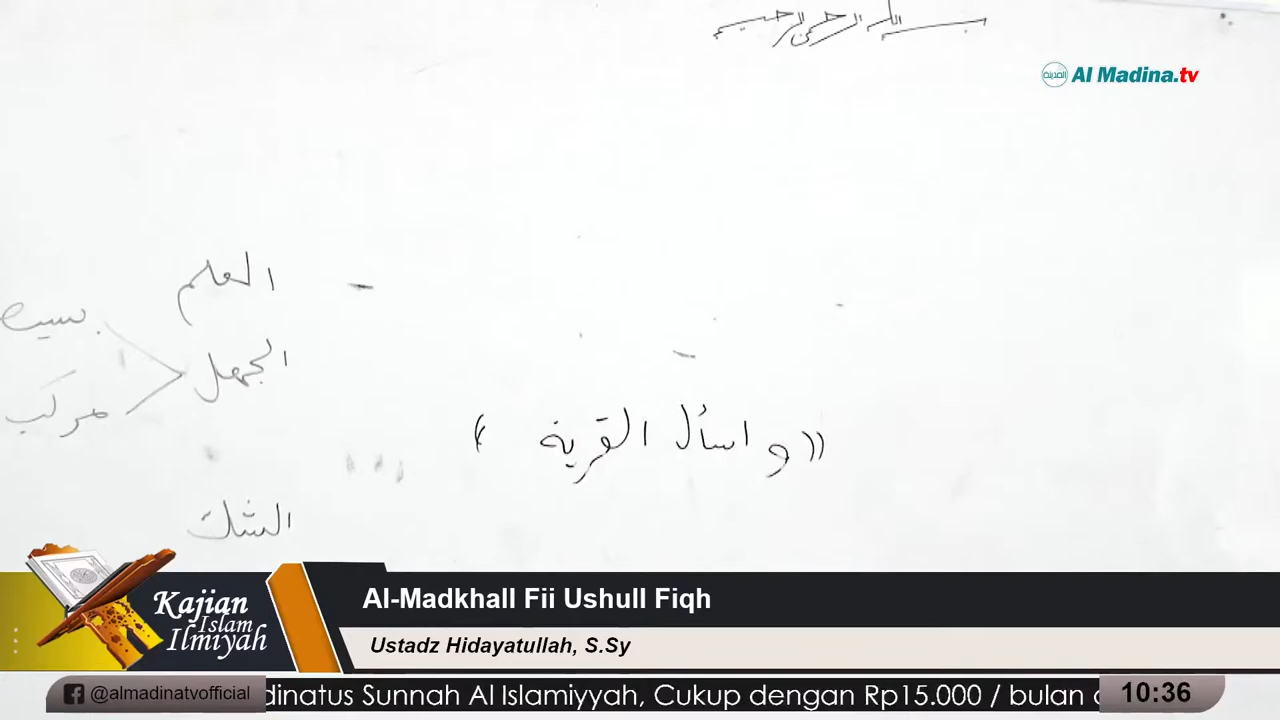 بسم الله الرحمن الرحيم
Al Madina.tv
العلم
بسيط
الجهل
مركب
(( واسأل القرية ))
الشك
Kajian
Islam
Ilmiyah
Al-Madkhall Fii Ushull Fiqh
Ustadz Hidayatullah, S.Sy
@almadinatvofficial
dinatus Sunnah Al Islamiyyah, Cukup dengan Rp15.000 / bulan
10:36